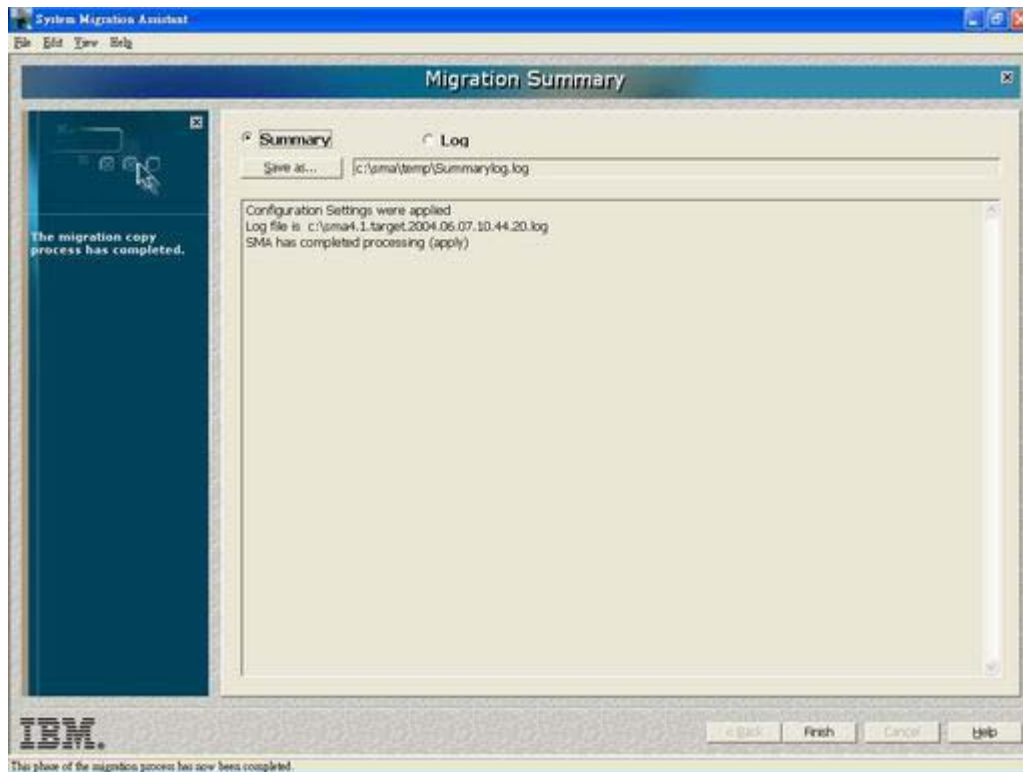 System Migration Assistant
File Edit View Help
Migration Summary
Summary
Log
Save as...
c:\sma\temp\Summarylog.log
The migration copy
process has completed.
Configuration Settings were applied
Log file is c:\sma4.1.target.2004.06.07.10.44.20.log
SMA has completed processing (apply)
IBM.
< Back
Finish
Cancel
Help
This phase of the migration process has now been completed.